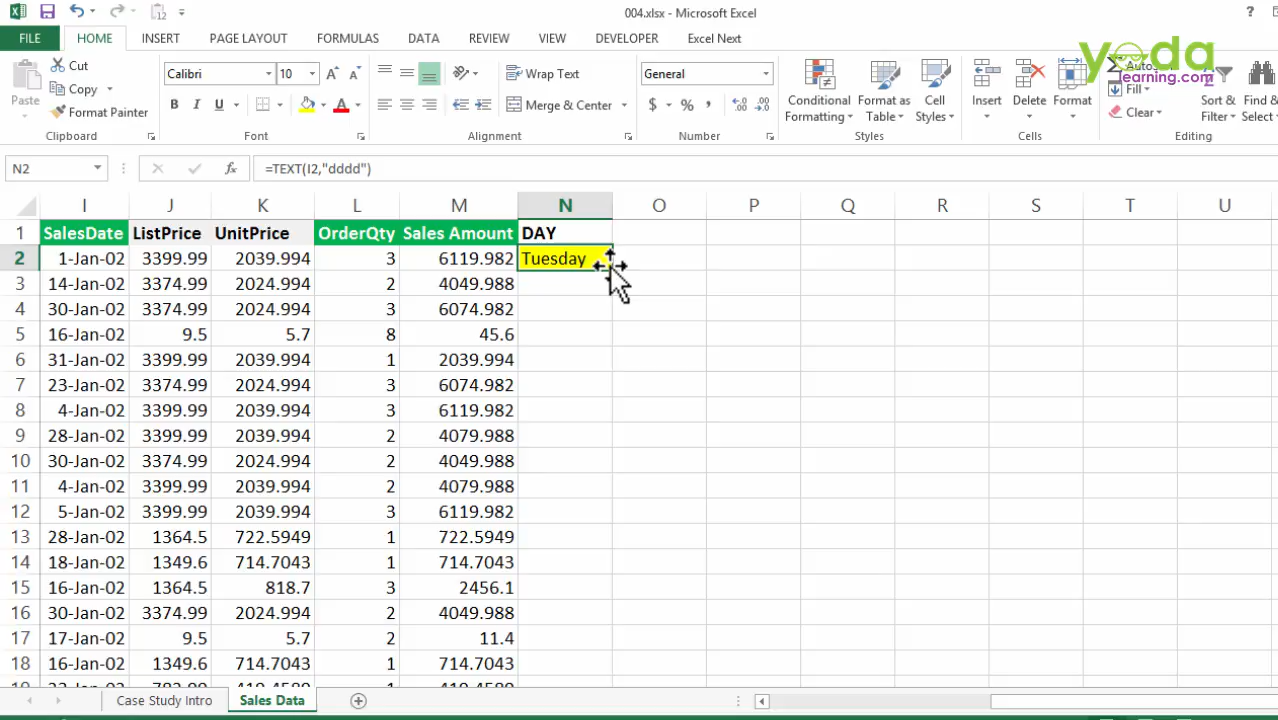 004.xlsx - Microsoft Excel ?
FILE HOME INSERT PAGE LAYOUT FORMULAS DATA REVIEW VIEW DEVELOPER Excel Next
yoda
learning.com
Cut
Copy
Format Painter
Paste
Clipboard
Calibri 10 A A
B I U A
Font
Wrap Text
Merge & Center
Alignment
General
$ % ,
Number
Conditional Formatting
Format as Table
Cell Styles
Styles
Insert Delete Format
Cells
Fill
Clear
Sort & Filter
Find & Select
Editing
N2 fx =TEXT(I2,"dddd")
I J K L M N O P Q R S T U
1 SalesDate ListPrice UnitPrice OrderQty Sales Amount DAY
2 1-Jan-02 3399.99 2039.994 3 6119.982 Tuesday
3 14-Jan-02 3374.99 2024.994 2 4049.988
4 30-Jan-02 3374.99 2024.994 3 6074.982
5 16-Jan-02 9.5 5.7 8 45.6
6 31-Jan-02 3399.99 2039.994 1 2039.994
7 23-Jan-02 3374.99 2024.994 3 6074.982
8 4-Jan-02 3399.99 2039.994 3 6119.982
9 28-Jan-02 3399.99 2039.994 2 4079.988
10 30-Jan-02 3374.99 2024.994 2 4049.988
11 4-Jan-02 3399.99 2039.994 2 4079.988
12 5-Jan-02 3399.99 2039.994 3 6119.982
13 28-Jan-02 1364.5 722.5949 1 722.5949
14 18-Jan-02 1349.6 714.7043 1 714.7043
15 16-Jan-02 1364.5 818.7 3 2456.1
16 30-Jan-02 3374.99 2024.994 2 4049.988
17 17-Jan-02 9.5 5.7 2 11.4
18 16-Jan-02 1349.6 714.7043 1 714.7043
Case Study Intro Sales Data